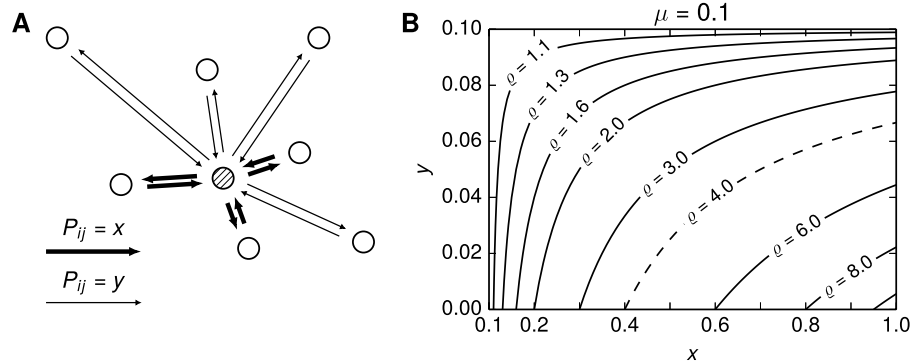 A
P_ij = x
P_ij = y
B
μ = 0.1
0.10
0.08
0.06
0.04
0.02
0.00
y
ϱ = 1.1
ϱ = 1.3
ϱ = 1.6
ϱ = 2.0
ϱ = 3.0
ϱ = 4.0
ϱ = 6.0
ϱ = 8.0
0.1 0.2 0.4 0.6 0.8 1.0
x